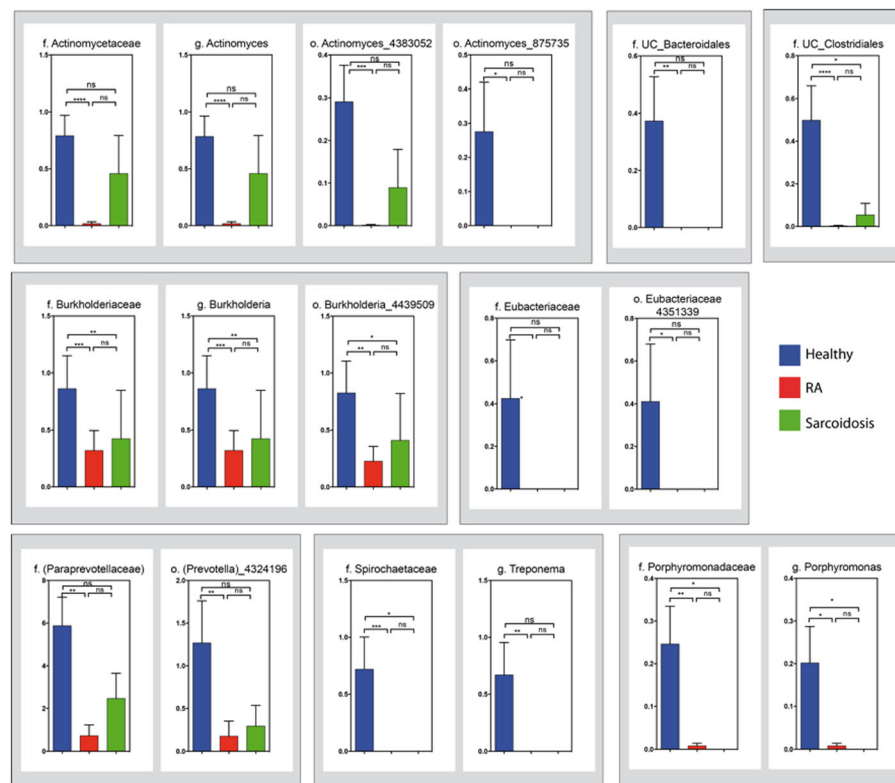 f. Actinomycetaceae
1.5
1.0
0.5
0.0
ns
****
ns
g. Actinomyces
1.5
1.0
0.5
0.0
ns
****
ns
o. Actinomyces_4383052
0.4
0.3
0.2
0.1
0.0
ns
***
ns
o. Actinomyces_875735
0.5
0.4
0.3
0.2
0.1
0.0
ns
*
ns
f. UC_Bacteroidales
0.6
0.4
0.2
0.0
ns
**
ns
f. UC_Clostridiales
0.8
0.6
0.4
0.2
0.0
*
****
ns
f. Burkholderiaceae
1.5
1.0
0.5
0.0
**
***
ns
g. Burkholderia
1.5
1.0
0.5
0.0
**
***
ns
o. Burkholderia_4439509
1.5
1.0
0.5
0.0
*
**
ns
f. Eubacteriaceae
0.8
0.6
0.4
0.2
0.0
ns
*
ns
o. Eubacteriaceae
4351339
0.8
0.6
0.4
0.2
0.0
ns
*
ns
Healthy
RA
Sarcoidosis
f. (Paraprevotellaceae)
8
6
4
2
0
ns
**
ns
o. (Prevotella)_4324196
2.0
1.5
1.0
0.5
0.0
ns
**
ns
f. Spirochaetaceae
1.5
1.0
0.5
0.0
*
***
ns
g. Treponema
1.5
1.0
0.5
0.0
ns
**
ns
f. Porphyromonadaceae
0.4
0.3
0.2
0.1
0.0
*
**
ns
g. Porphyromonas
0.4
0.3
0.2
0.1
0.0
*
*
ns